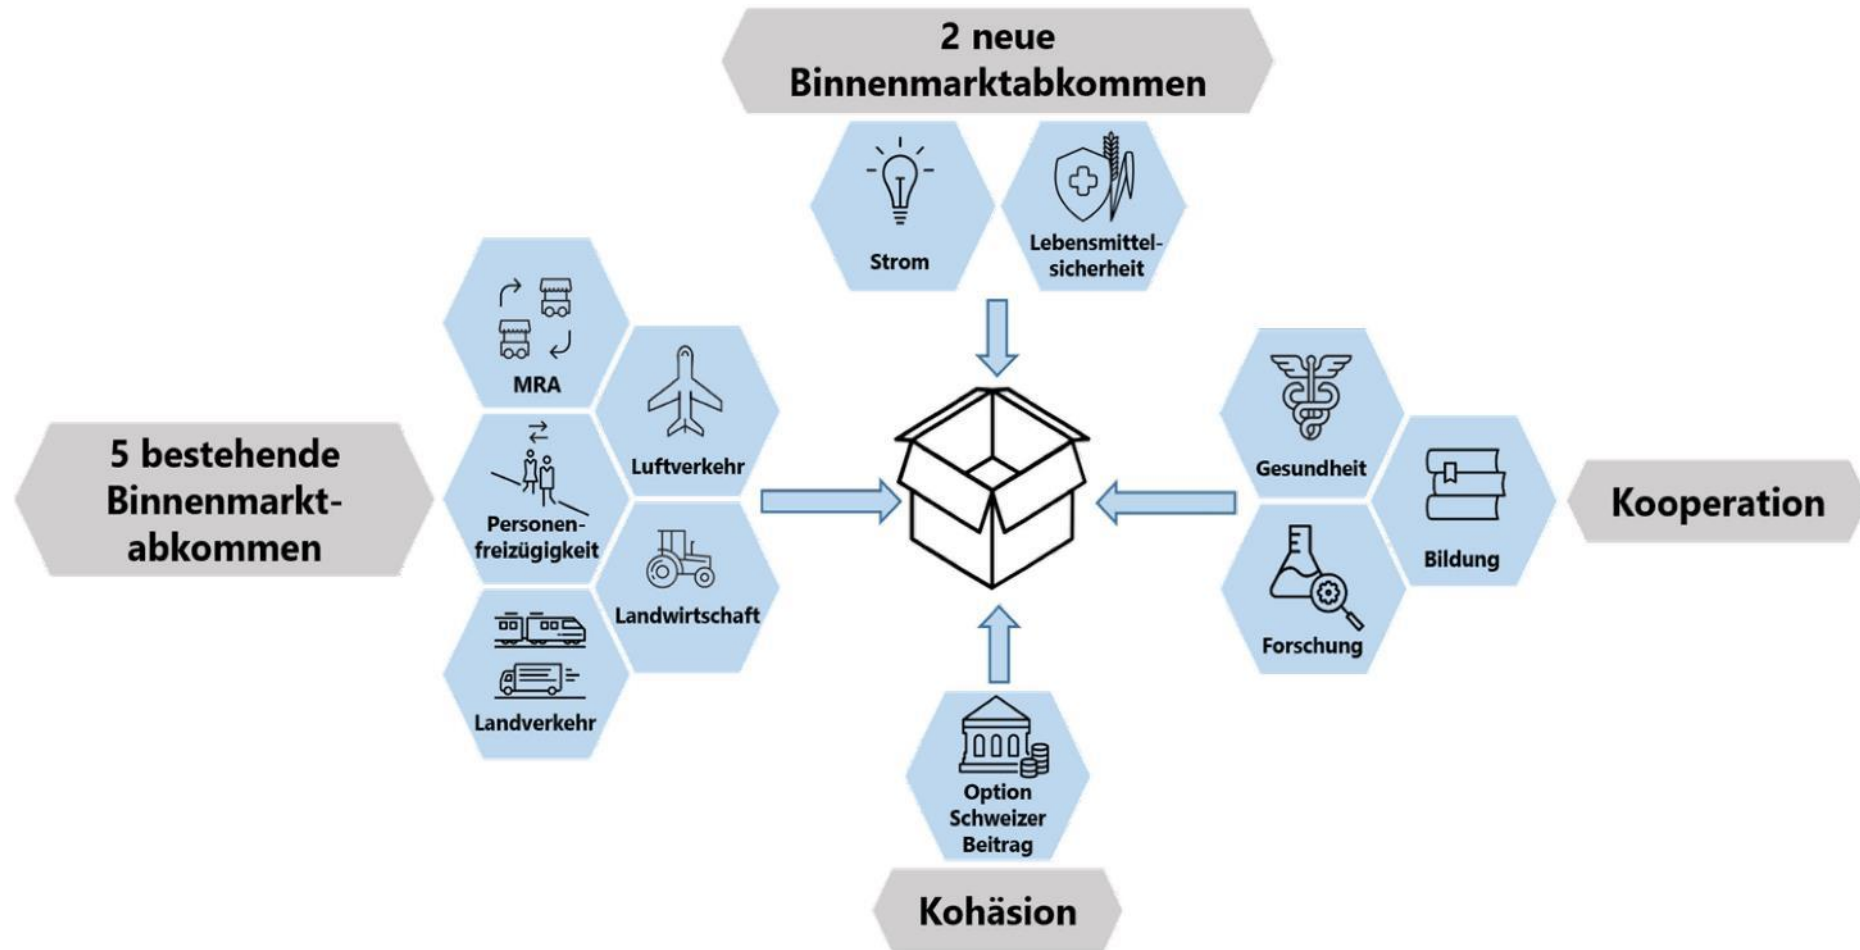 2 neue
Binnenmarktabkommen
Strom
Lebensmittel-
sicherheit
5 bestehende
Binnenmarkt-
abkommen
MRA
Luftverkehr
Personen-
freizügigkeit
Landwirtschaft
Landverkehr
Gesundheit
Bildung
Forschung
Kooperation
Option
Schweizer
Beitrag
Kohäsion